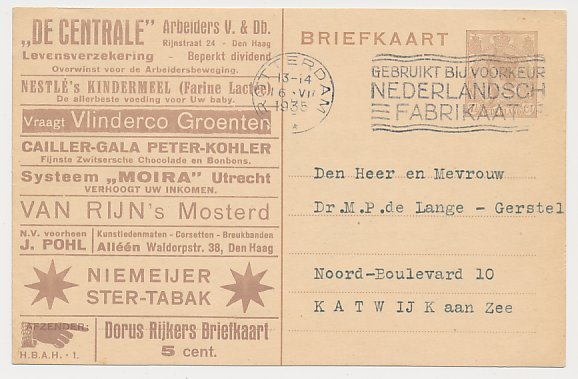 „DE CENTRALE" Arbeiders V. & Db.
Rijnstraat 24 - Den Haag
Levensverzekering - Beperkt dividend
Overwinst voor de Arbeidersbeweging.
NESTLÉ's KINDERMEEL (Farine Lactée)
De allerbeste voeding voor Uw baby.
Vraagt Vlinderco Groenten
CAILLER-GALA PETER-KOHLER
Fijnste Zwitsersche Chocolade en Bonbons.
Systeem „MOIRA" Utrecht
VERHOOGT UW INKOMEN.
VAN RIJN's Mosterd
N.V. voorheen
J. POHL
Kunstledenmaten - Corsetten - Breukbanden
Alléén Waldorpstr. 38, Den Haag
NIEMEIJER
STER-TABAK
AFZENDER:
H.B.A.H. - 1.
Dorus Rijkers Briefkaart
5 cent.
BRIEFKAART
ROTTERDAM
13-14
16 VI
1935
GEBRUIKT BIJ VOORKEUR
NEDERLANDSCH
FABRIKAAT
Den Heer en Mevrouw
Dr.M.P.de Lange - Gerstel
Noord-Boulevard 10
K A T W IJ K aan Zee